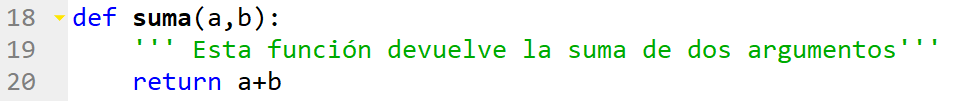 18 def suma(a,b):
19     ''' Esta función devuelve la suma de dos argumentos'''
20     return a+b